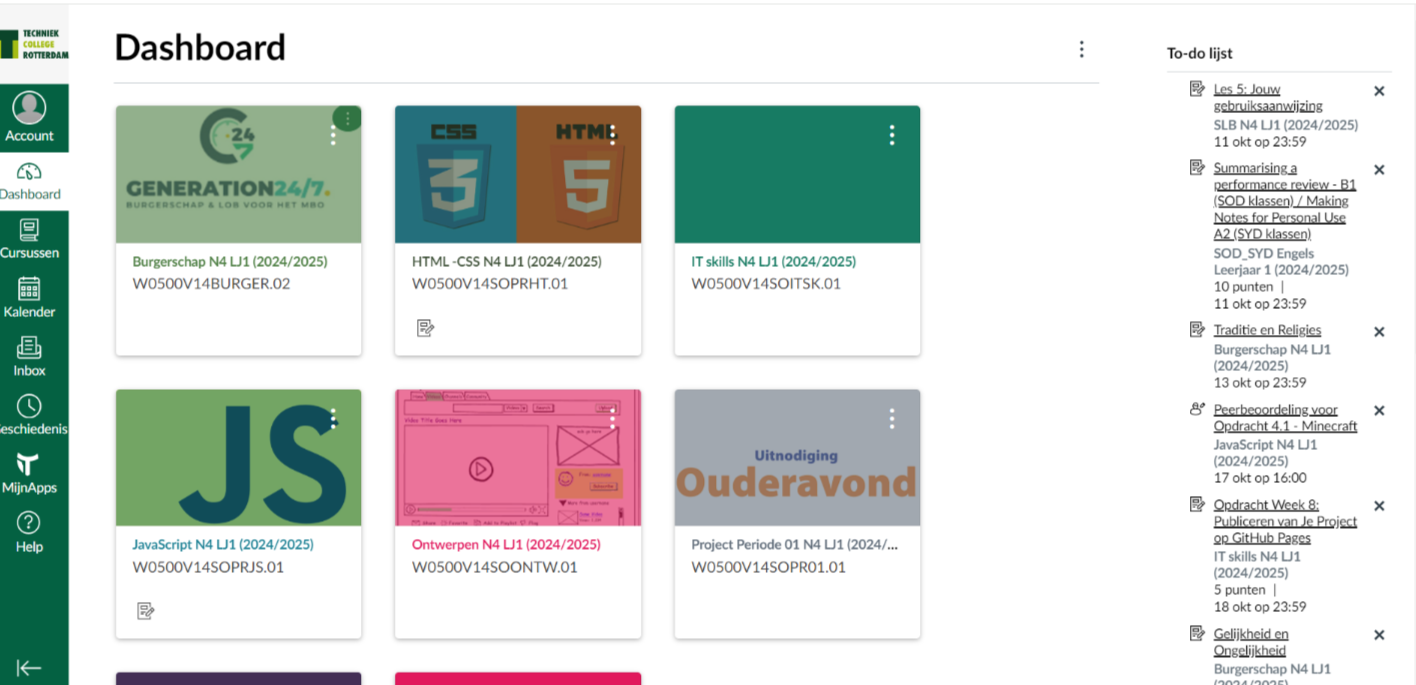 TECHNIEK
COLLEGE
ROTTERDAM
Account
Dashboard
Cursussen
Kalender
Inbox
eschiedenis
MijnApps
Help
Dashboard
24
7
GENERATION24/7.
BURGERSCHAP & LOB VOOR HET MBO
Burgerschap N4 LJ1 (2024/2025)
W0500V14BURGER.02
CSS
3
HTML
5
HTML -CSS N4 LJ1 (2024/2025)
W0500V14SOPRHT.01
IT skills N4 LJ1 (2024/2025)
W0500V14SOITSK.01
JS
JavaScript N4 LJ1 (2024/2025)
W0500V14SOPRJS.01
Video Title Goes Here
Search
Ontwerpen N4 LJ1 (2024/2025)
W0500V14SOONTW.01
Uitnodiging
Ouderavond
Project Periode 01 N4 LJ1 (2024/...
W0500V14SOPR01.01
To-do lijst
Les 5: Jouw
gebruiksaanwijzing
SLB N4 LJ1 (2024/2025)
11 okt op 23:59
Summarising a
performance review - B1
(SOD klassen) / Making
Notes for Personal Use
A2 (SYD klassen)
SOD_SYD Engels
Leerjaar 1 (2024/2025)
10 punten |
11 okt op 23:59
Traditie en Religies
Burgerschap N4 LJ1
(2024/2025)
13 okt op 23:59
Peerbeoordeling voor
Opdracht 4.1 - Minecraft
JavaScript N4 LJ1
(2024/2025)
17 okt op 16:00
Opdracht Week 8:
Publiceren van Je Project
op GitHub Pages
IT skills N4 LJ1
(2024/2025)
5 punten |
18 okt op 23:59
Gelijkheid en
Ongelijkheid
Burgerschap N4 LJ1
(2024/2025)